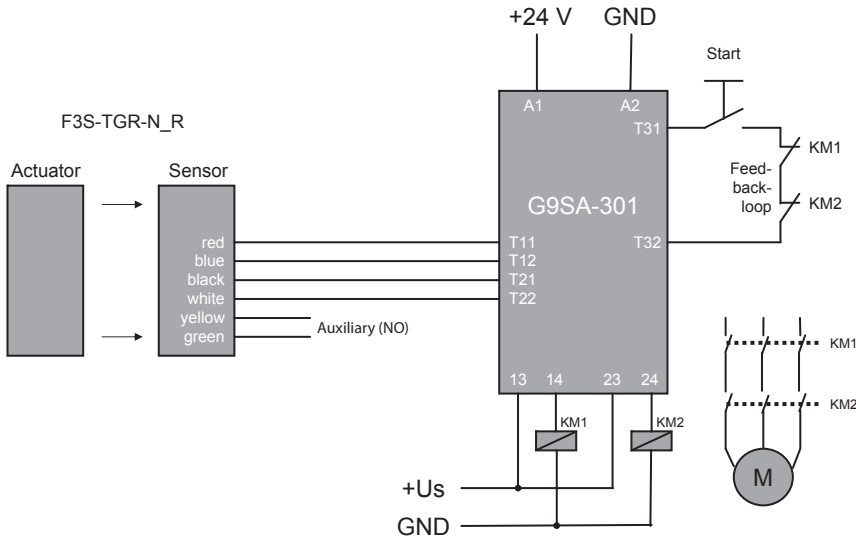 +24 V GND
Start
A1 A2
T31
F3S-TGR-N_R
KM1
Actuator Sensor
Feed-
back-
loop
KM2
G9SA-301
red T11 T32
blue T12
black T21
white T22
yellow
Auxiliary (NO)
green
KM1
13 14 23 24
KM2
KM1 KM2
M
+Us
GND